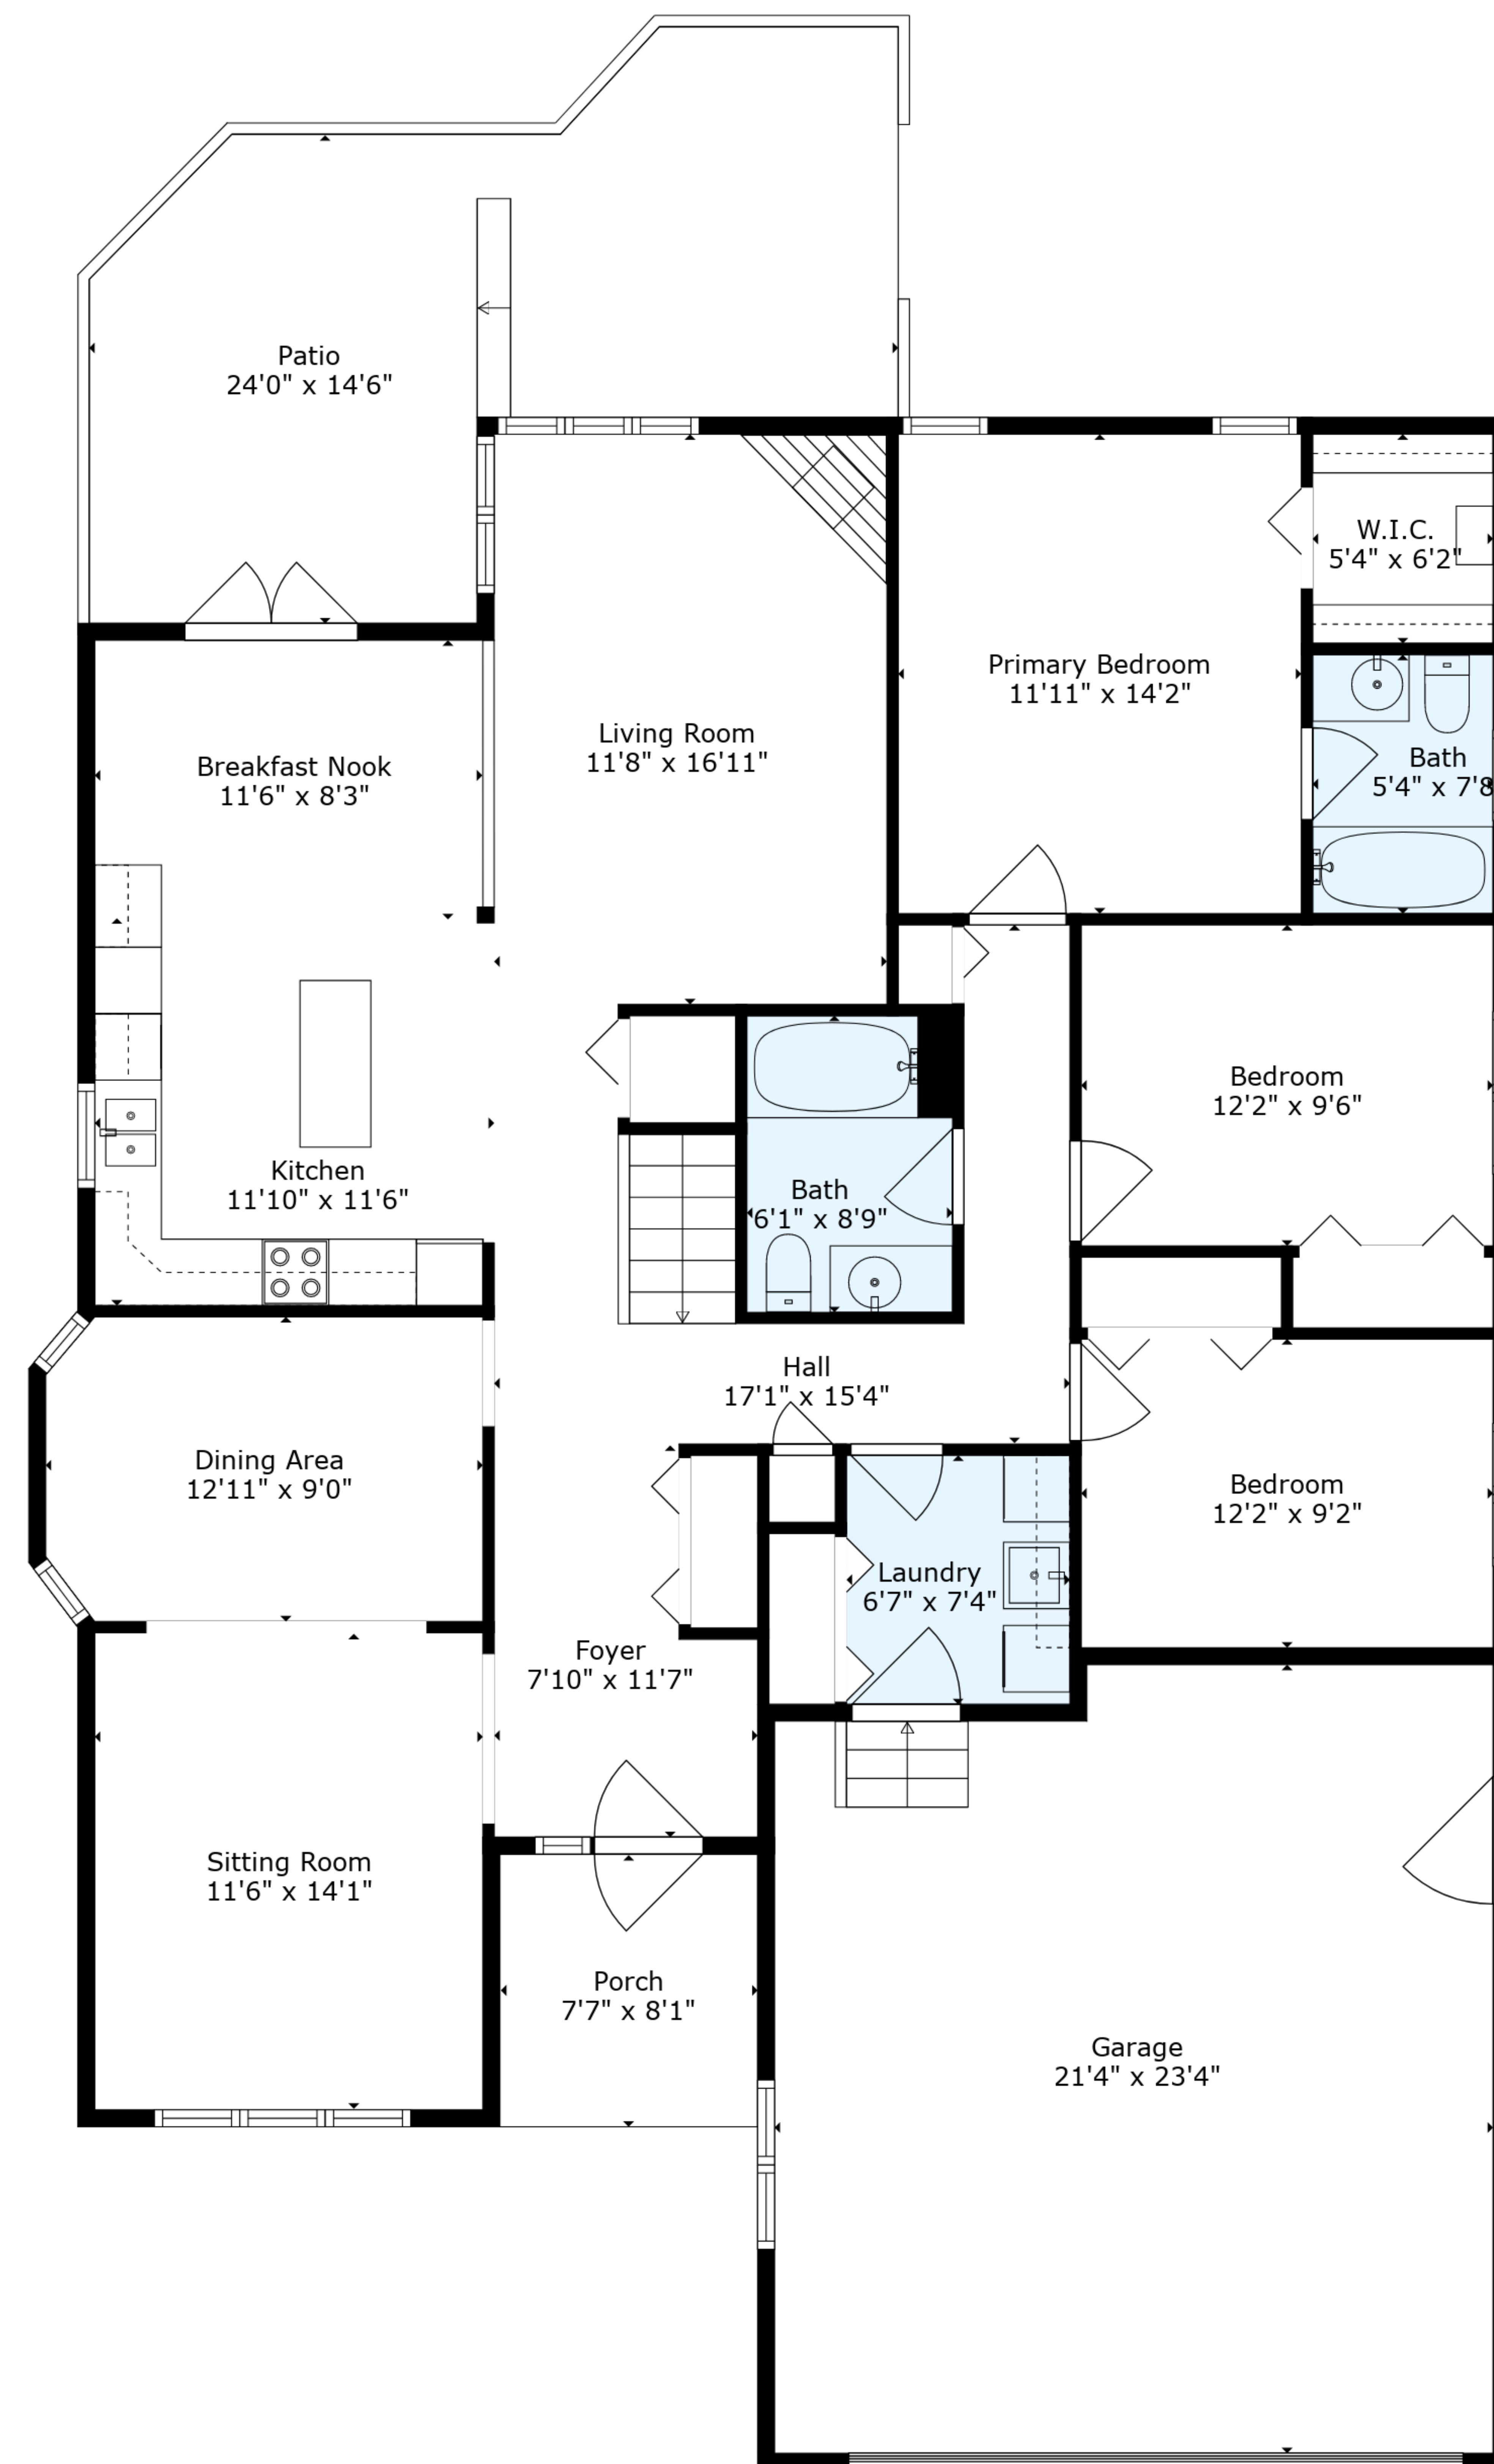 Patio
24'0" x 14'6"
W.I.C.
5'4" x 6'2"
Primary Bedroom
11'11" x 14'2"
Living Room
11'8" x 16'11"
Breakfast Nook
11'6" x 8'3"
Bath
5'4" x 7'8
Bedroom
12'2" x 9'6"
Kitchen
11'10" x 11'6"
Bath
6'1" x 8'9"
Hall
17'1" x 15'4"
Dining Area
12'11" x 9'0"
Bedroom
12'2" x 9'2"
Laundry
6'7" x 7'4"
Foyer
7'10" x 11'7"
Sitting Room
11'6" x 14'1"
Porch
7'7" x 8'1"
Garage
21'4" x 23'4"